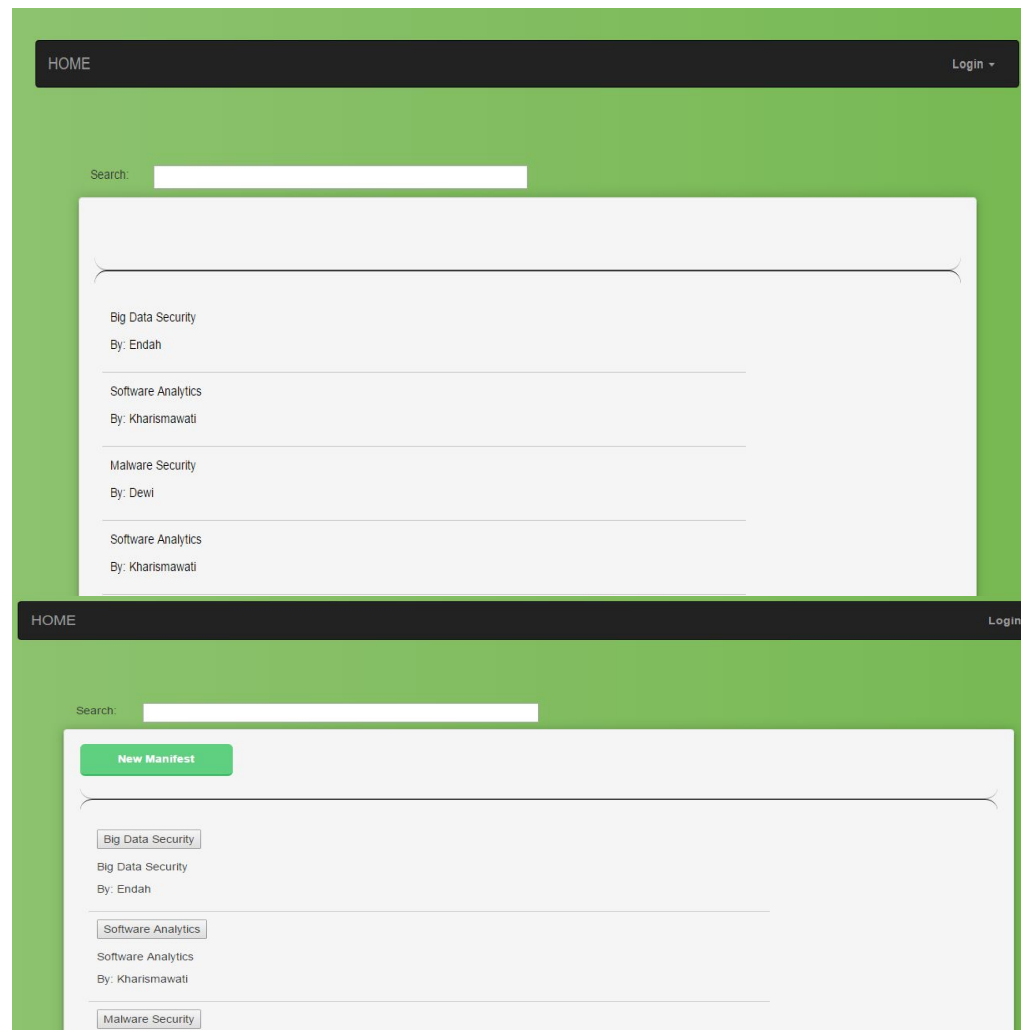 HOME Login
Search:
Big Data Security
By: Endah
Software Analytics
By: Kharismawati
Malware Security
By: Dewi
Software Analytics
By: Kharismawati
HOME Login
Search:
New Manifest
Big Data Security
Big Data Security
By: Endah
Software Analytics
Software Analytics
By: Kharismawati
Malware Security